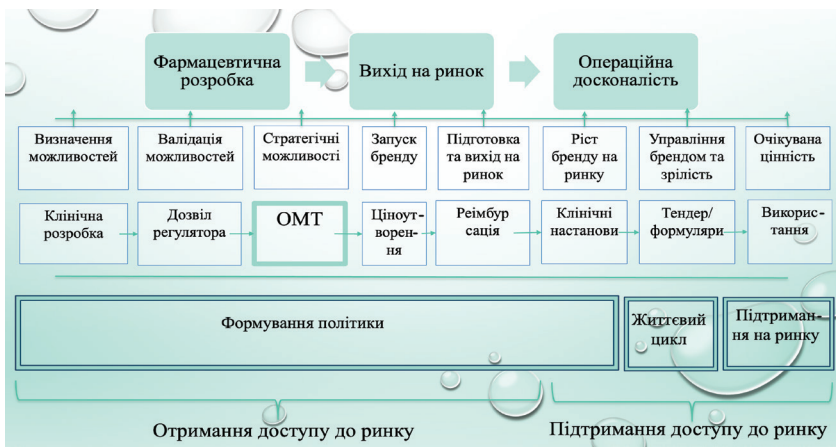 Фармацевтична
розробка
Вихід на ринок
Операційна
досконалість
Визначення
можливостей
Валідація
можливостей
Стратегічні
можливості
Запуск
бренду
Підготовка
та вихід на
ринок
Ріст
бренду на
ринку
Управління
брендом та
зрілість
Очікувана
цінність
Клінічна
розробка
Дозвіл
регулятора
ОМТ
Ціноут-
ворен-
ня
Реімбур
сація
Клінічні
настанови
Тендер/
формуляри
Викорис-
тання
Формування політики
Життєвий
цикл
Підтриман-
ня на ринку
Отримання доступу до ринку
Підтримання доступу до ринку